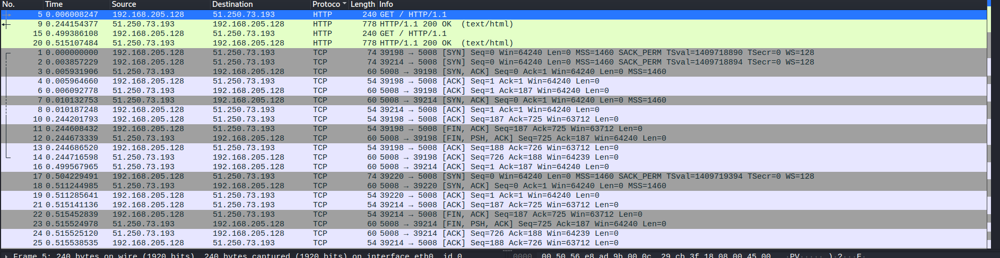 No. Time Source Destination Protoco Length Info
5 0.006008247 192.168.205.128 51.250.73.193 HTTP 240 GET / HTTP/1.1
9 0.244154377 51.250.73.193 192.168.205.128 HTTP 778 HTTP/1.1 200 OK (text/html)
15 0.499386108 192.168.205.128 51.250.73.193 HTTP 240 GET / HTTP/1.1
20 0.515107484 51.250.73.193 192.168.205.128 HTTP 778 HTTP/1.1 200 OK (text/html)
1 0.000000000 192.168.205.128 51.250.73.193 TCP 74 39198 → 5008 [SYN] Seq=0 Win=64240 Len=0 MSS=1460 SACK_PERM TSval=1409718890 TSecr=0 WS=128
2 0.003857229 192.168.205.128 51.250.73.193 TCP 74 39214 → 5008 [SYN] Seq=0 Win=64240 Len=0 MSS=1460 SACK_PERM TSval=1409718894 TSecr=0 WS=128
3 0.005931906 51.250.73.193 192.168.205.128 TCP 60 5008 → 39198 [SYN, ACK] Seq=0 Ack=1 Win=64240 Len=0 MSS=1460
4 0.005964660 192.168.205.128 51.250.73.193 TCP 54 39198 → 5008 [ACK] Seq=1 Ack=1 Win=64240 Len=0
6 0.006092778 51.250.73.193 192.168.205.128 TCP 60 5008 → 39198 [ACK] Seq=1 Ack=187 Win=64240 Len=0
7 0.010132753 51.250.73.193 192.168.205.128 TCP 60 5008 → 39214 [SYN, ACK] Seq=0 Ack=1 Win=64240 Len=0 MSS=1460
8 0.010187248 192.168.205.128 51.250.73.193 TCP 54 39214 → 5008 [ACK] Seq=1 Ack=1 Win=64240 Len=0
10 0.244201793 192.168.205.128 51.250.73.193 TCP 54 39198 → 5008 [ACK] Seq=187 Ack=725 Win=63712 Len=0
11 0.244608432 192.168.205.128 51.250.73.193 TCP 54 39198 → 5008 [FIN, ACK] Seq=187 Ack=725 Win=63712 Len=0
12 0.244673339 51.250.73.193 192.168.205.128 TCP 60 5008 → 39198 [FIN, PSH, ACK] Seq=725 Ack=187 Win=64240 Len=0
13 0.244686520 192.168.205.128 51.250.73.193 TCP 54 39198 → 5008 [ACK] Seq=188 Ack=726 Win=63712 Len=0
14 0.244716598 51.250.73.193 192.168.205.128 TCP 60 5008 → 39198 [ACK] Seq=726 Ack=188 Win=64239 Len=0
16 0.499567965 51.250.73.193 192.168.205.128 TCP 60 5008 → 39214 [ACK] Seq=1 Ack=187 Win=64240 Len=0
17 0.504229491 192.168.205.128 51.250.73.193 TCP 74 39220 → 5008 [SYN] Seq=0 Win=64240 Len=0 MSS=1460 SACK_PERM TSval=1409719394 TSecr=0 WS=128
18 0.511244985 51.250.73.193 192.168.205.128 TCP 60 5008 → 39220 [SYN, ACK] Seq=0 Ack=1 Win=64240 Len=0 MSS=1460
19 0.511285641 192.168.205.128 51.250.73.193 TCP 54 39220 → 5008 [ACK] Seq=1 Ack=1 Win=64240 Len=0
21 0.515141136 192.168.205.128 51.250.73.193 TCP 54 39214 → 5008 [ACK] Seq=187 Ack=725 Win=63712 Len=0
22 0.515452839 192.168.205.128 51.250.73.193 TCP 54 39214 → 5008 [FIN, ACK] Seq=187 Ack=725 Win=63712 Len=0
23 0.515524978 51.250.73.193 192.168.205.128 TCP 60 5008 → 39214 [FIN, PSH, ACK] Seq=725 Ack=187 Win=64240 Len=0
24 0.515525120 51.250.73.193 192.168.205.128 TCP 60 5008 → 39214 [ACK] Seq=726 Ack=188 Win=64239 Len=0
25 0.515538535 192.168.205.128 51.250.73.193 TCP 54 39214 → 5008 [ACK] Seq=188 Ack=726 Win=63712 Len=0
Frame 5: 240 bytes on wire (1920 bits), 240 bytes captured (1920 bits) on interface eth0, id 0 0000 00 50 56 e8 ad 9b 00 0c 29 cb 3f 18 08 00 45 00 ·PV····· )·?···E·